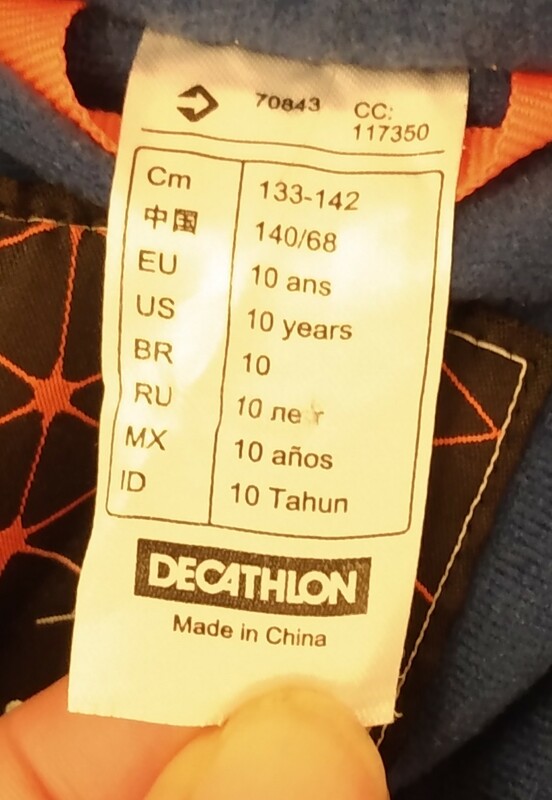 70843 CC:
117350
Cm 133-142
中国 140/68
EU 10 ans
US 10 years
BR 10
RU 10
MX 10 años
ID 10 Tahun
DECATHLON
Made in China